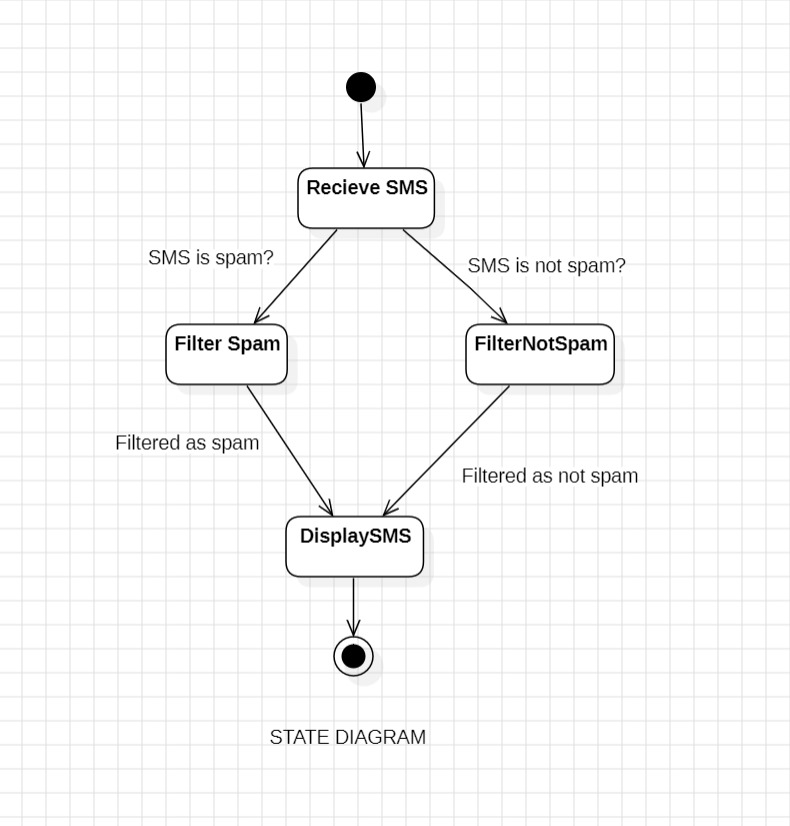 Recieve SMS
SMS is spam?
SMS is not spam?
Filter Spam
FilterNotSpam
Filtered as spam
Filtered as not spam
DisplaySMS
STATE DIAGRAM